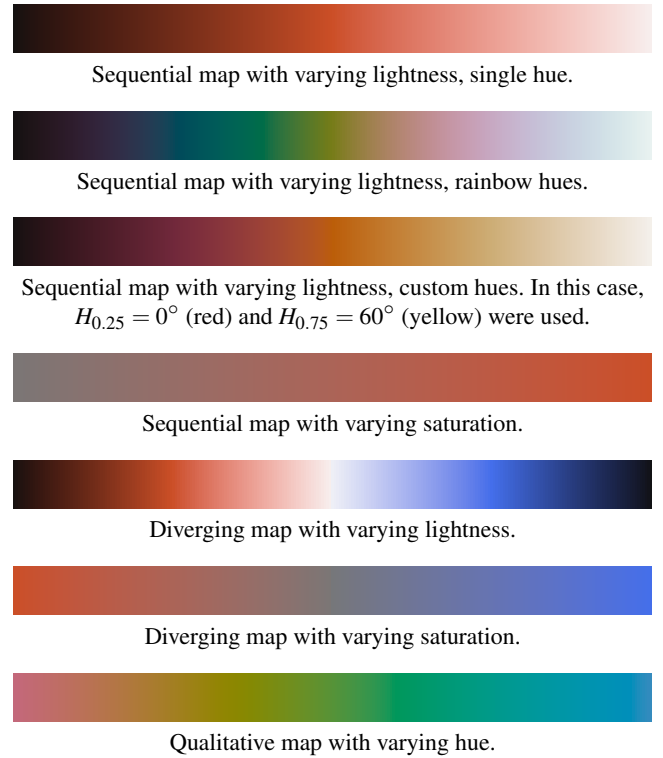 Sequential map with varying lightness, single hue.
Sequential map with varying lightness, rainbow hues.
Sequential map with varying lightness, custom hues. In this case,
H₀.₂₅ = 0° (red) and H₀.₇₅ = 60° (yellow) were used.
Sequential map with varying saturation.
Diverging map with varying lightness.
Diverging map with varying saturation.
Qualitative map with varying hue.